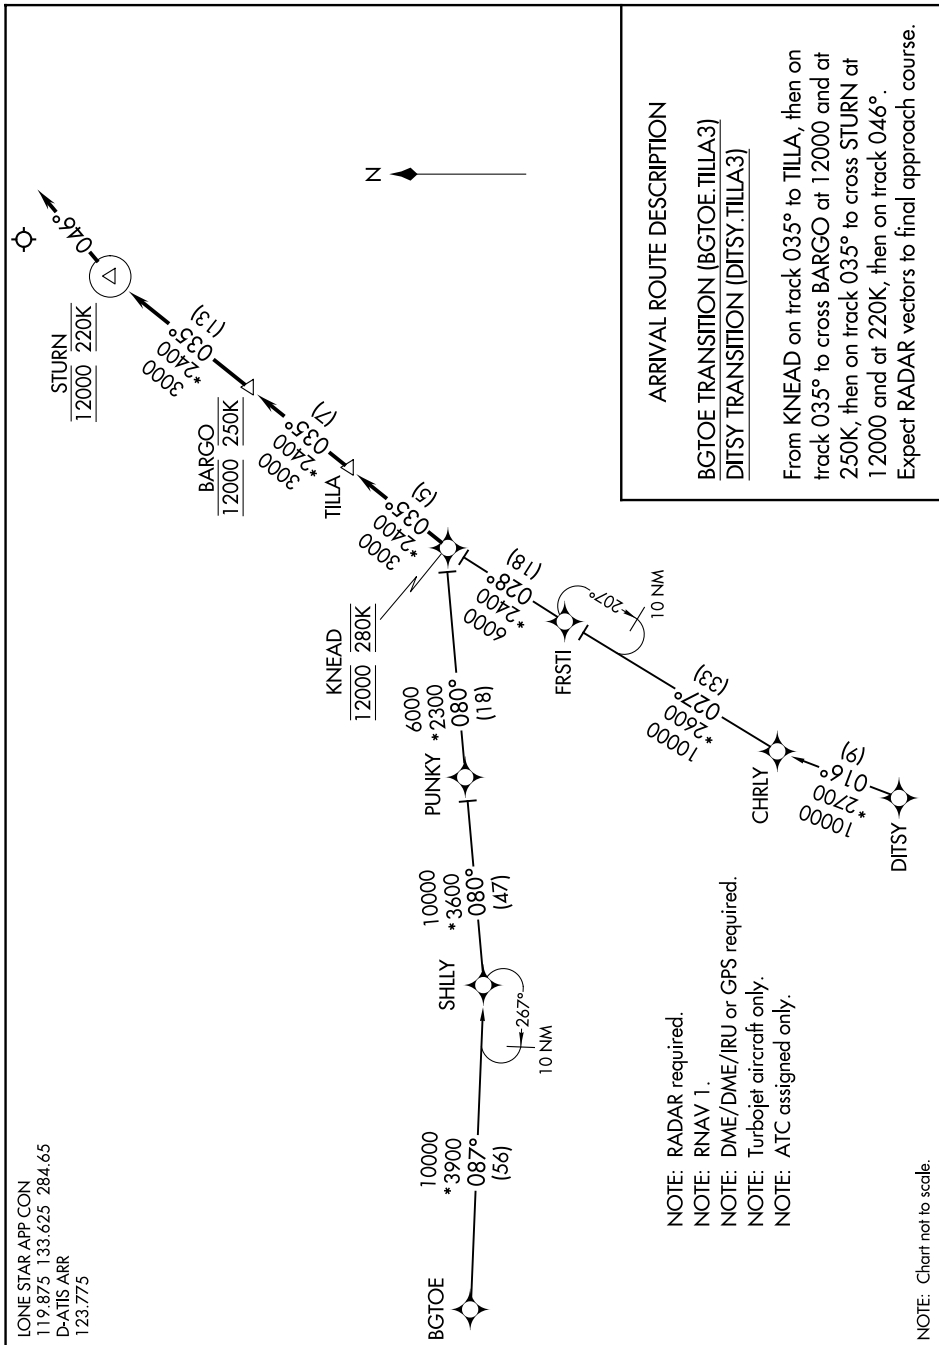 LONE STAR APP CON
119.875 133.625 284.65
D-ATIS ARR
123.775
BGTOE
10000
*3900
087°
(56)
SHLLY
267°
10 NM
10000
*3600
080°
(47)
PUNKY
6000
*2300
080°
(18)
KNEAD
12000 280K
DITSY
10000
*2700
016°
(9)
CHRLY
10000
*2600
027°
(33)
FRSTI
207°
10 NM
6000
*2400
028°
(18)
3000
*2400
035°
(5)
TILLA
3000
*2400
035°
(7)
BARGO
12000 250K
3000
*2400
035°
(13)
STURN
12000 220K
046°
N
NOTE: RADAR required.
NOTE: RNAV 1.
NOTE: DME/DME/IRU or GPS required.
NOTE: Turbojet aircraft only.
NOTE: ATC assigned only.
NOTE: Chart not to scale.
ARRIVAL ROUTE DESCRIPTION
BGTOE TRANSITION (BGTOE.TILLA3)
DITSY TRANSITION (DITSY.TILLA3)
From KNEAD on track 035° to TILLA, then on
track 035° to cross BARGO at 12000 and at
250K, then on track 035° to cross STURN at
12000 and at 220K, then on track 046°.
Expect RADAR vectors to final approach course.